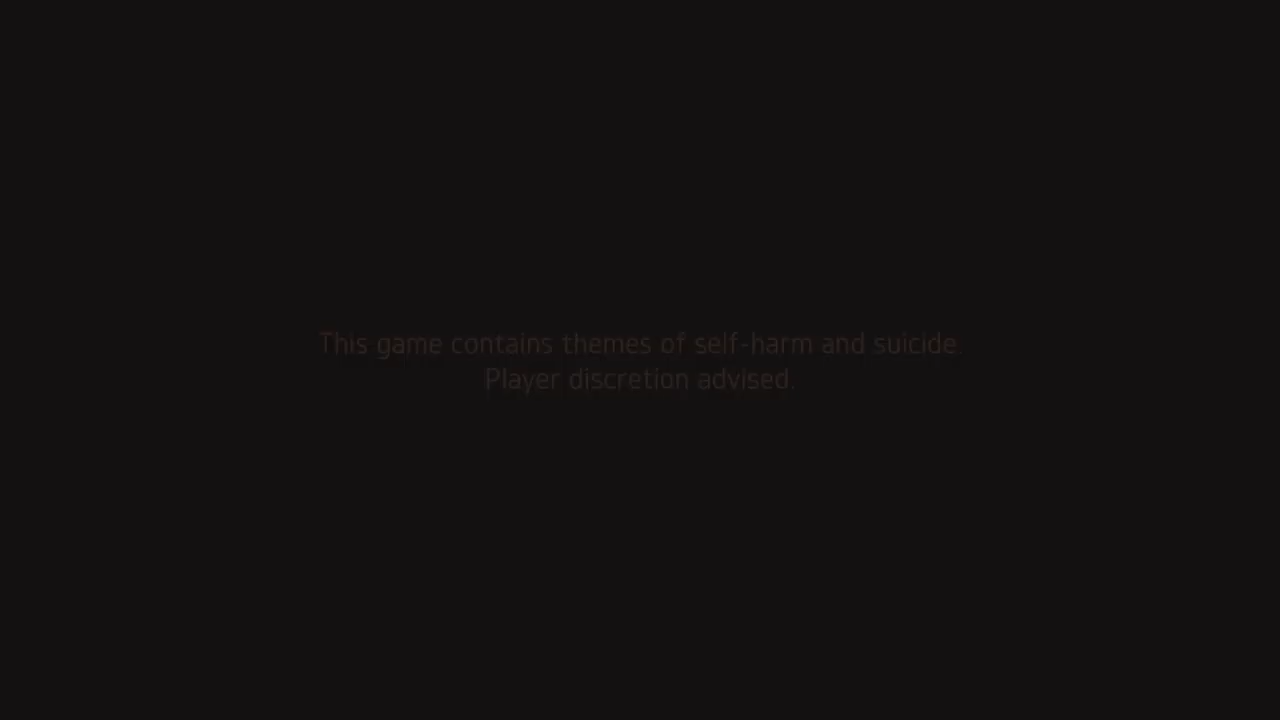 This game contains themes of self-harm and suicide.
Player discretion advised.